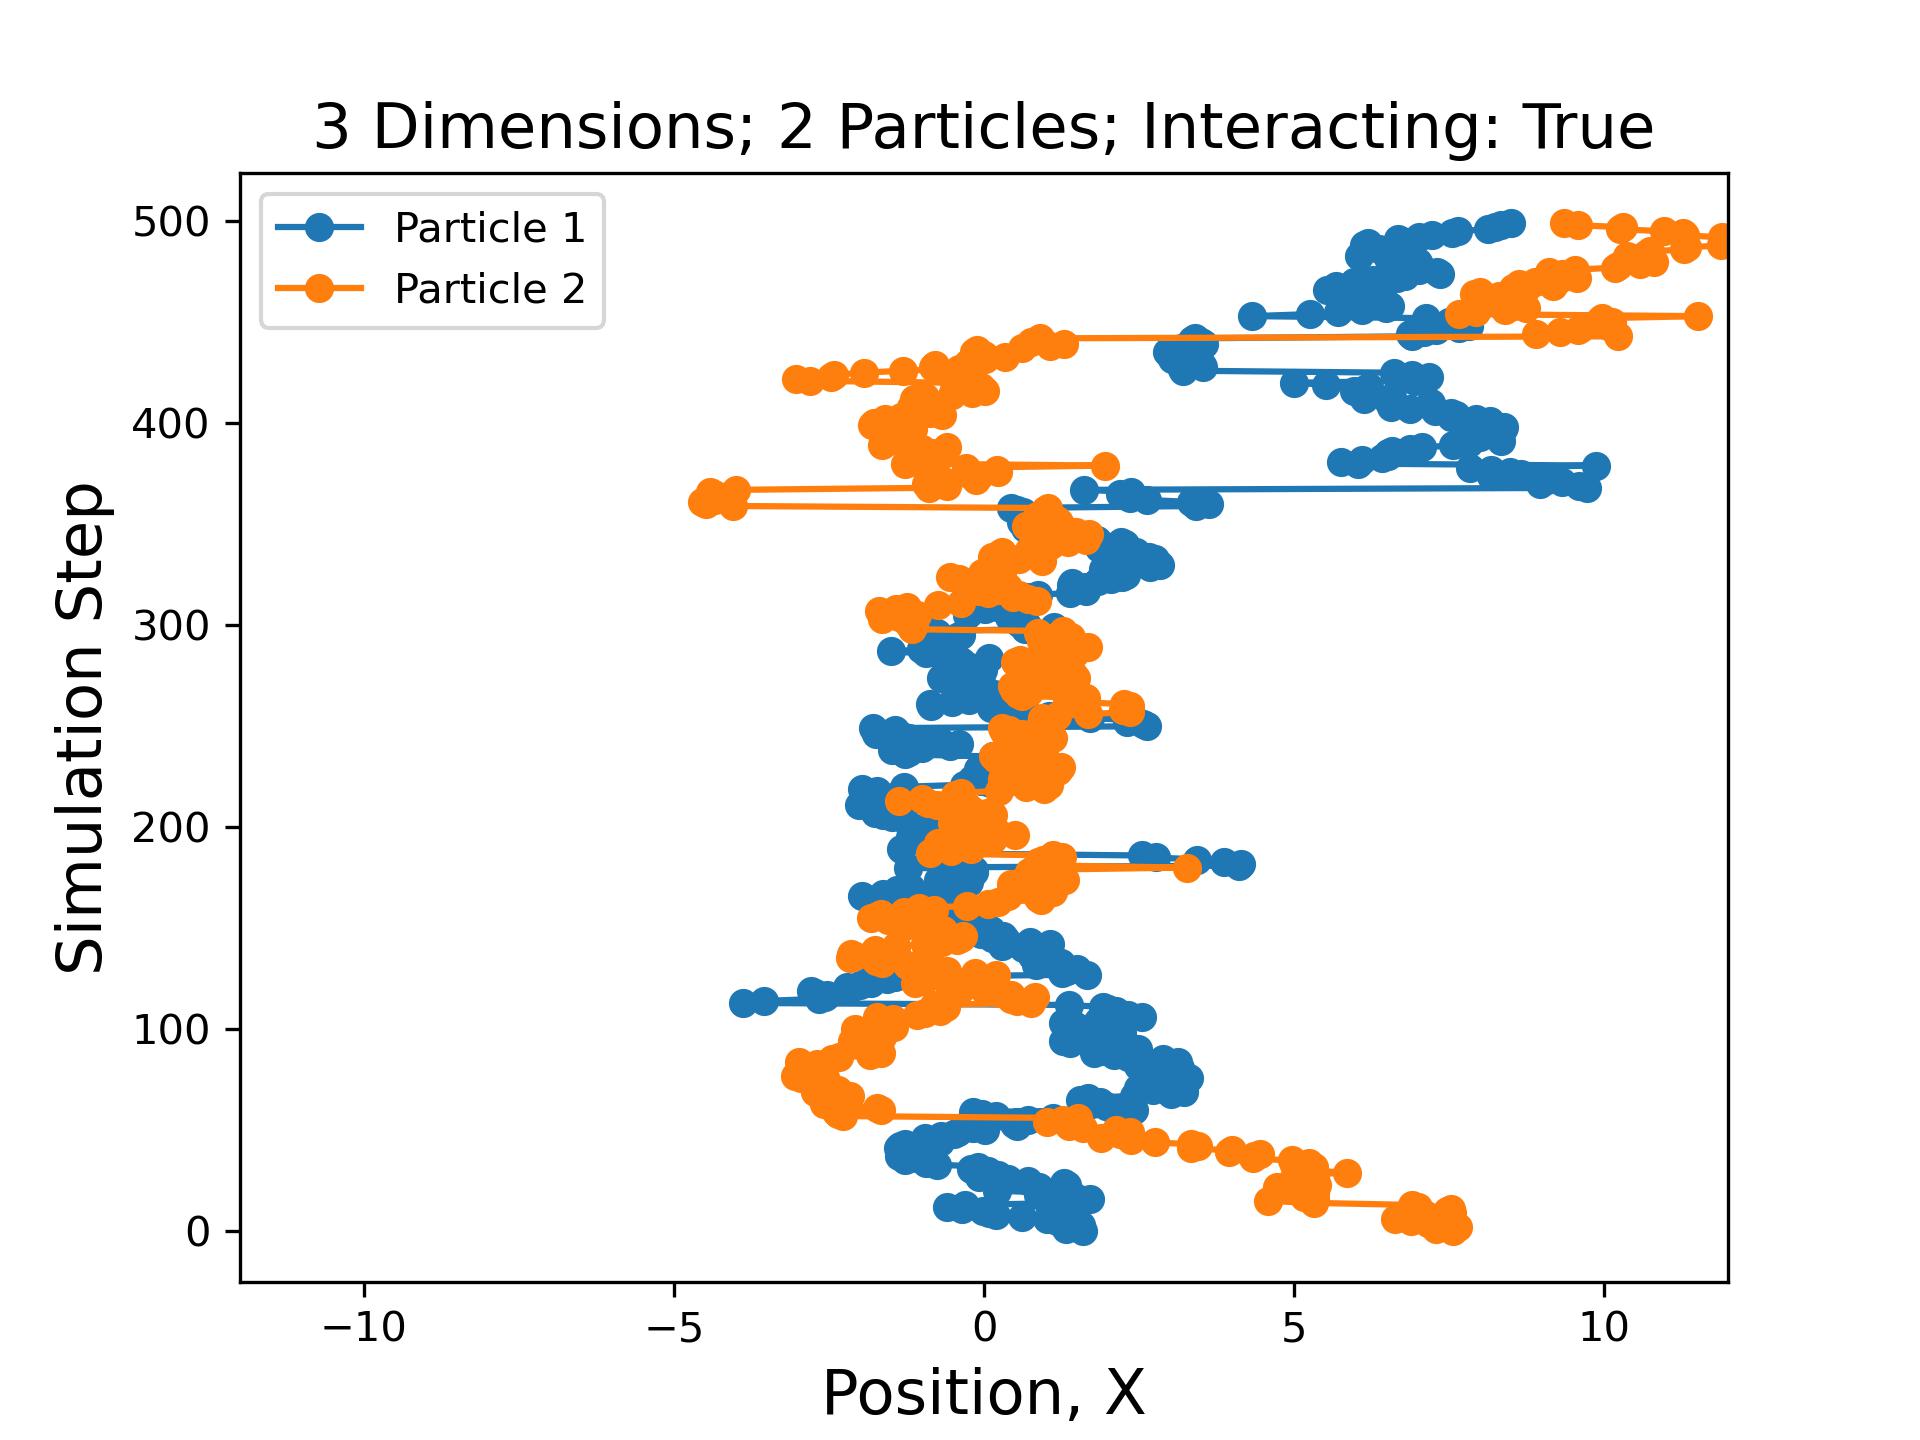 3 Dimensions; 2 Particles; Interacting: True
Particle 1
Particle 2
Simulation Step
500
400
300
200
100
0
−10
−5
0
5
10
Position, X